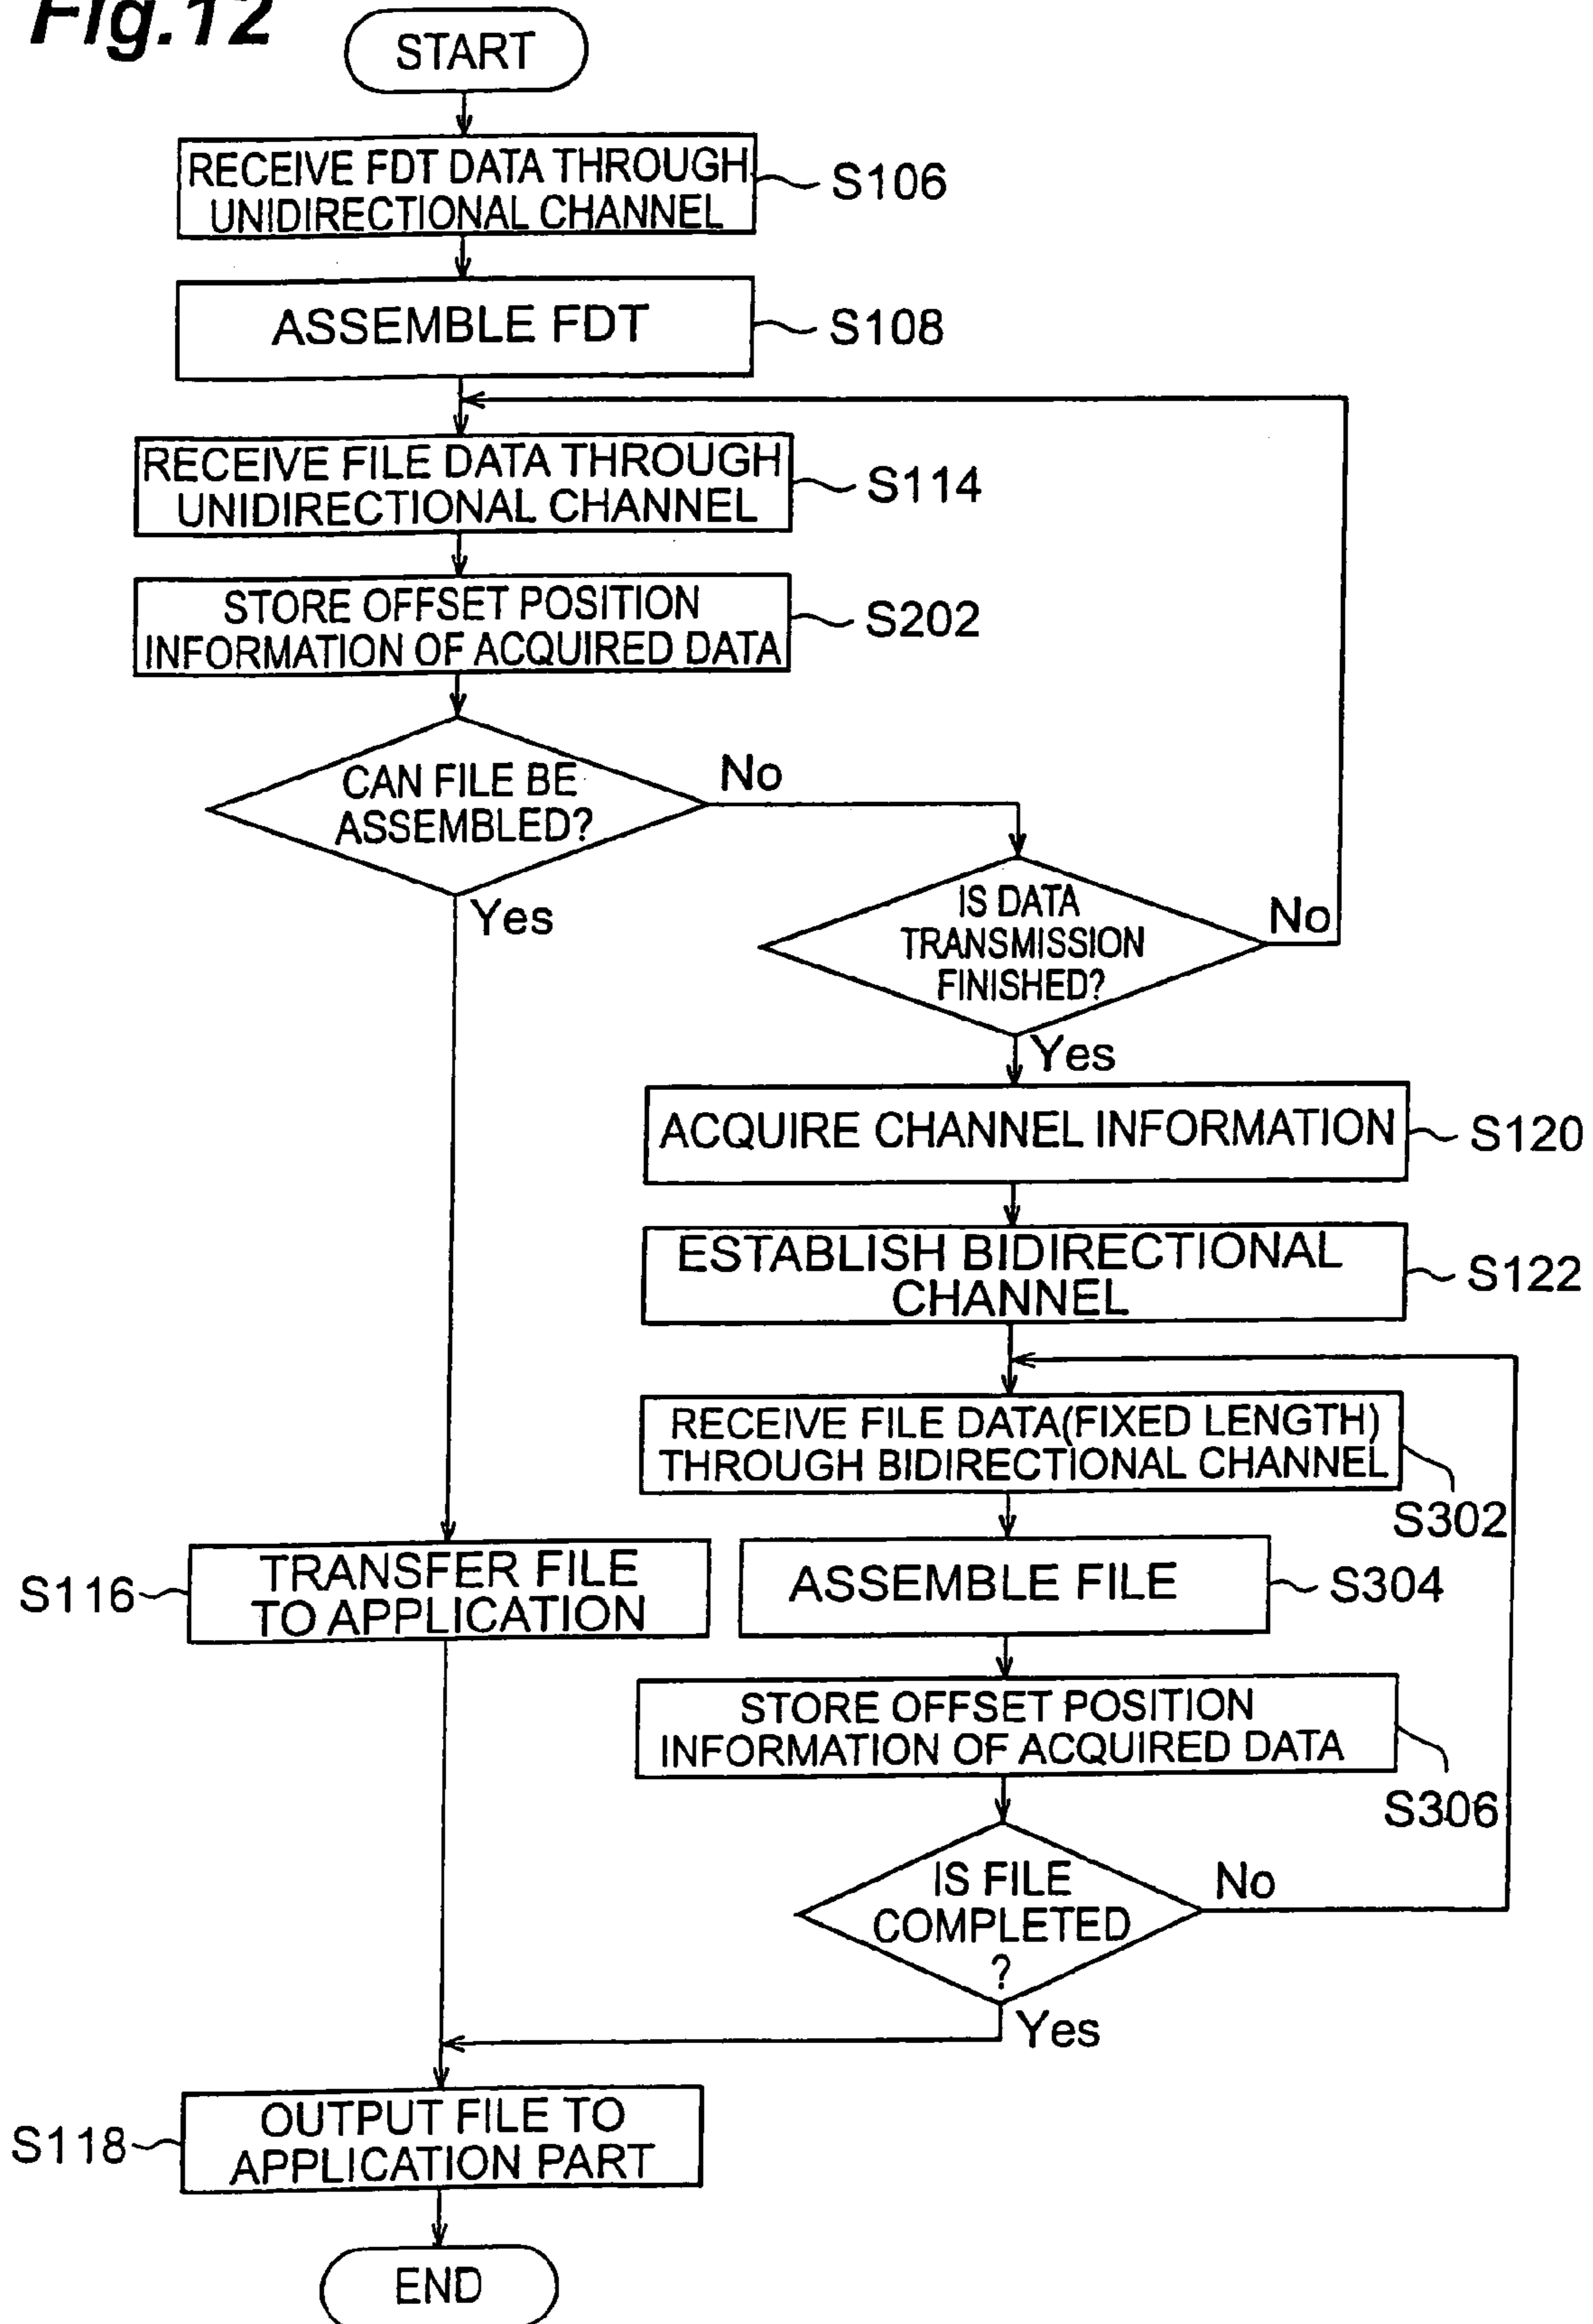 Fig.12
START
RECEIVE FDT DATA THROUGH
UNIDIRECTIONAL CHANNEL
S106
ASSEMBLE FDT
S108
RECEIVE FILE DATA THROUGH
UNIDIRECTIONAL CHANNEL
S114
STORE OFFSET POSITION
INFORMATION OF ACQUIRED DATA
S202
CAN FILE BE
ASSEMBLED?
No
Yes
IS DATA
TRANSMISSION
FINISHED?
No
Yes
ACQUIRE CHANNEL INFORMATION
S120
ESTABLISH BIDIRECTIONAL
CHANNEL
S122
RECEIVE FILE DATA(FIXED LENGTH)
THROUGH BIDIRECTIONAL CHANNEL
S302
S116
TRANSFER FILE
TO APPLICATION
ASSEMBLE FILE
S304
STORE OFFSET POSITION
INFORMATION OF ACQUIRED DATA
S306
IS FILE
COMPLETED
?
No
Yes
S118
OUTPUT FILE TO
APPLICATION PART
END